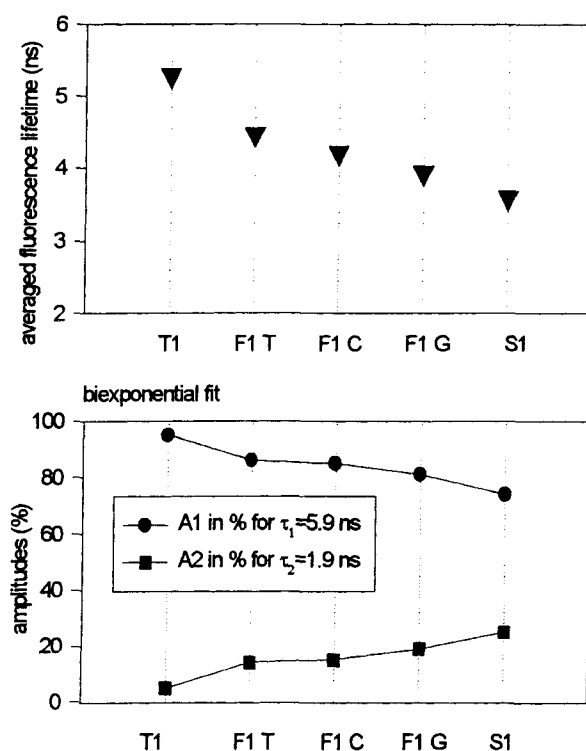 averaged fluorescence lifetime (ns)
6
5
4
3
2
T1 F1 T F1 C F1 G S1
biexponential fit
amplitudes (%)
100
80
60
40
20
0
A1 in % for τ₁=5.9 ns
A2 in % for τ₂=1.9 ns
T1 F1 T F1 C F1 G S1